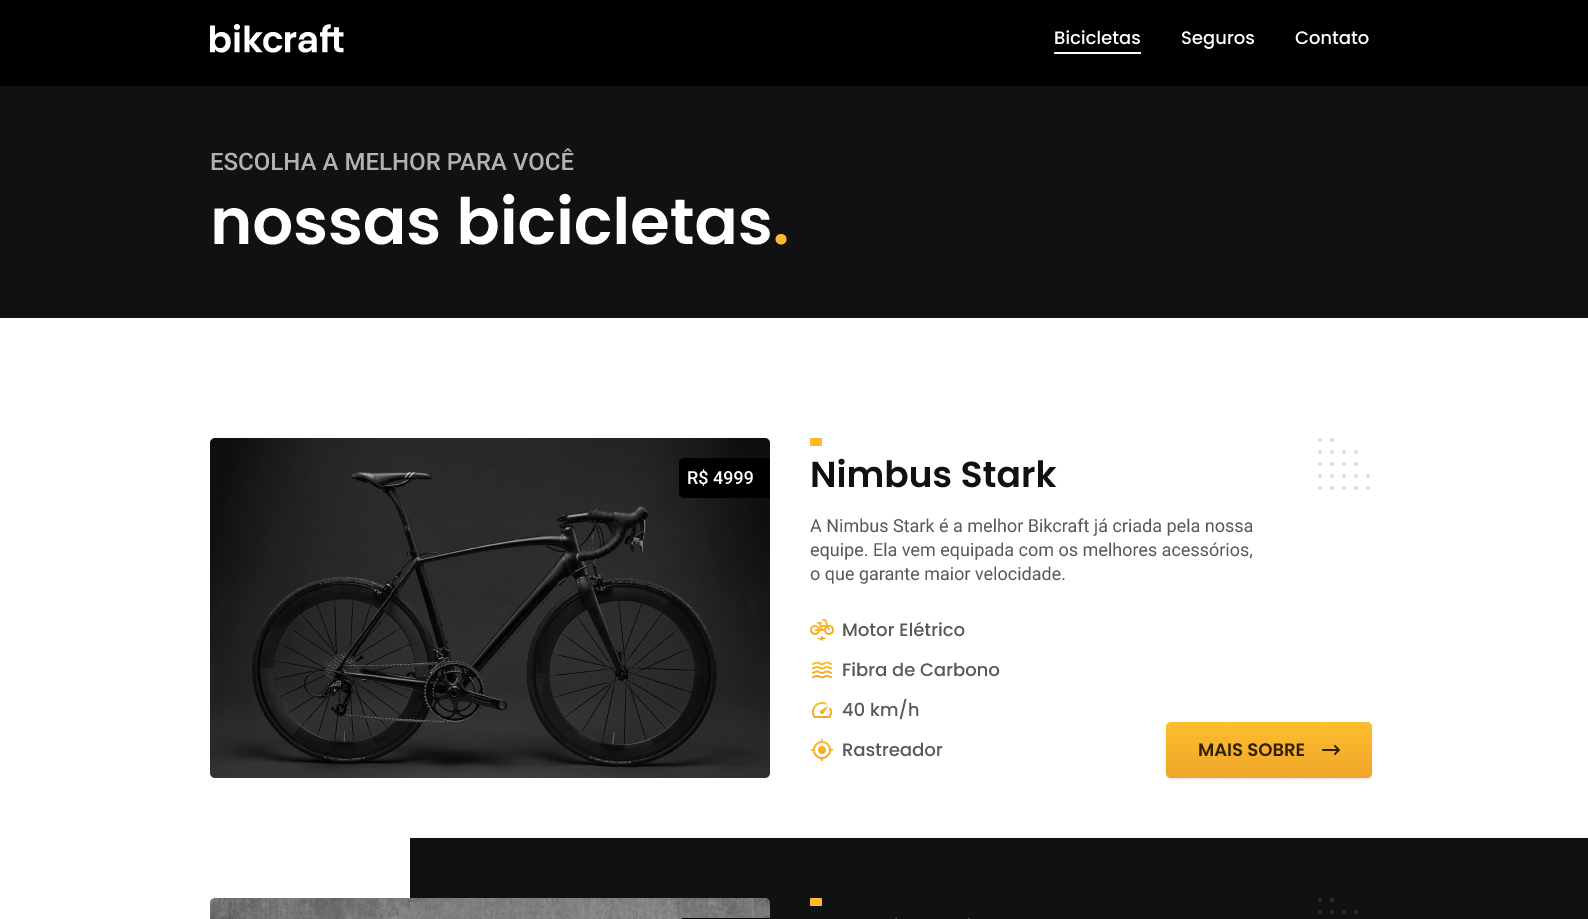 bikcraft
Bicicletas
Seguros
Contato
ESCOLHA A MELHOR PARA VOCÊ
nossas bicicletas.
R$ 4999
Nimbus Stark
A Nimbus Stark é a melhor Bikcraft já criada pela nossa
equipe. Ela vem equipada com os melhores acessórios,
o que garante maior velocidade.
Motor Elétrico
Fibra de Carbono
40 km/h
Rastreador
MAIS SOBRE →